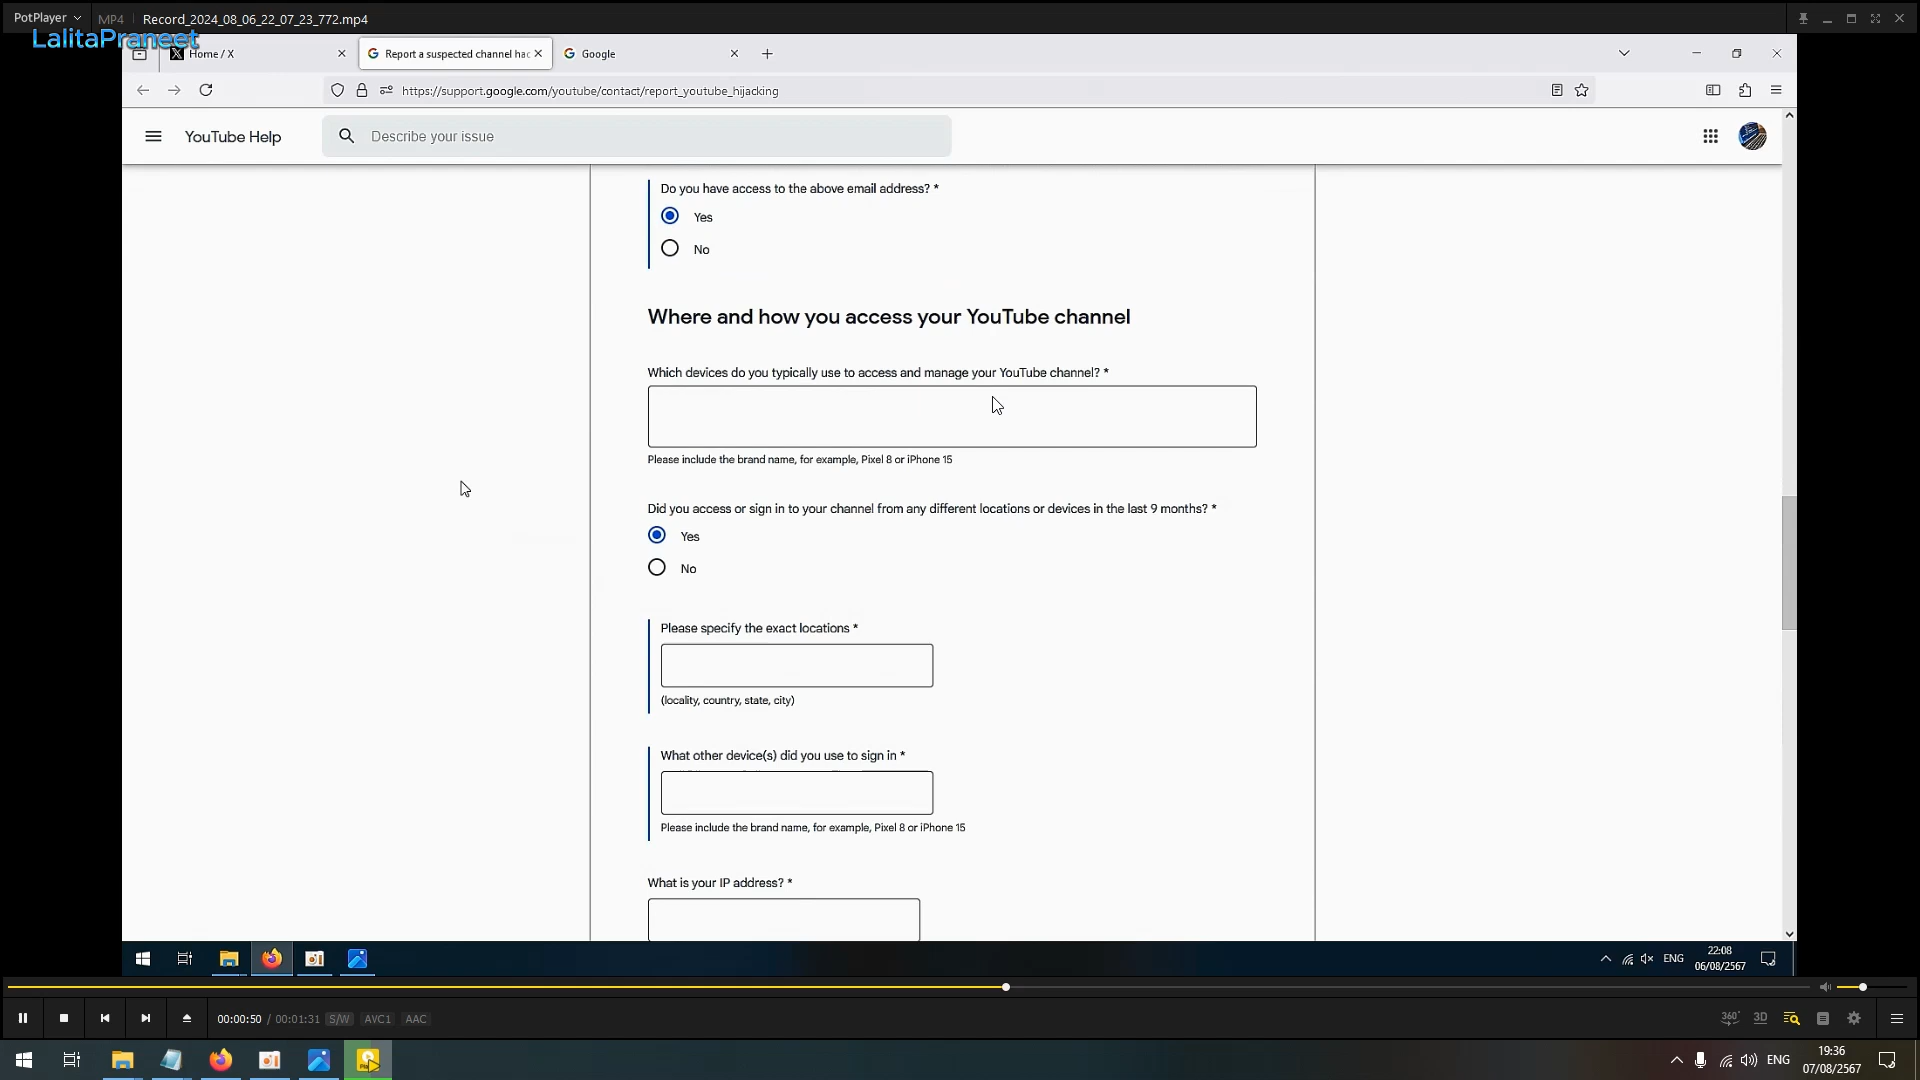 PotPlayer
MP4
Record_2024_08_06_22_07_23_772.mp4
LalitaPraneet
Home / X
Report a suspected channel hac
Google
https://support.google.com/youtube/contact/report_youtube_hijacking
YouTube Help
Describe your issue
Do you have access to the above email address? *
Yes
No
Where and how you access your YouTube channel
Which devices do you typically use to access and manage your YouTube channel? *
Please include the brand name, for example, Pixel 8 or iPhone 15
Did you access or sign in to your channel from any different locations or devices in the last 9 months? *
Yes
No
Please specify the exact locations *
(locality, country, state, city)
What other device(s) did you use to sign in *
Please include the brand name, for example, Pixel 8 or iPhone 15
What is your IP address? *
ENG
22:08
06/08/2567
00:00:50 / 00:01:31 S/W AVC1 AAC
360°
3D
ENG
19:36
07/08/2567